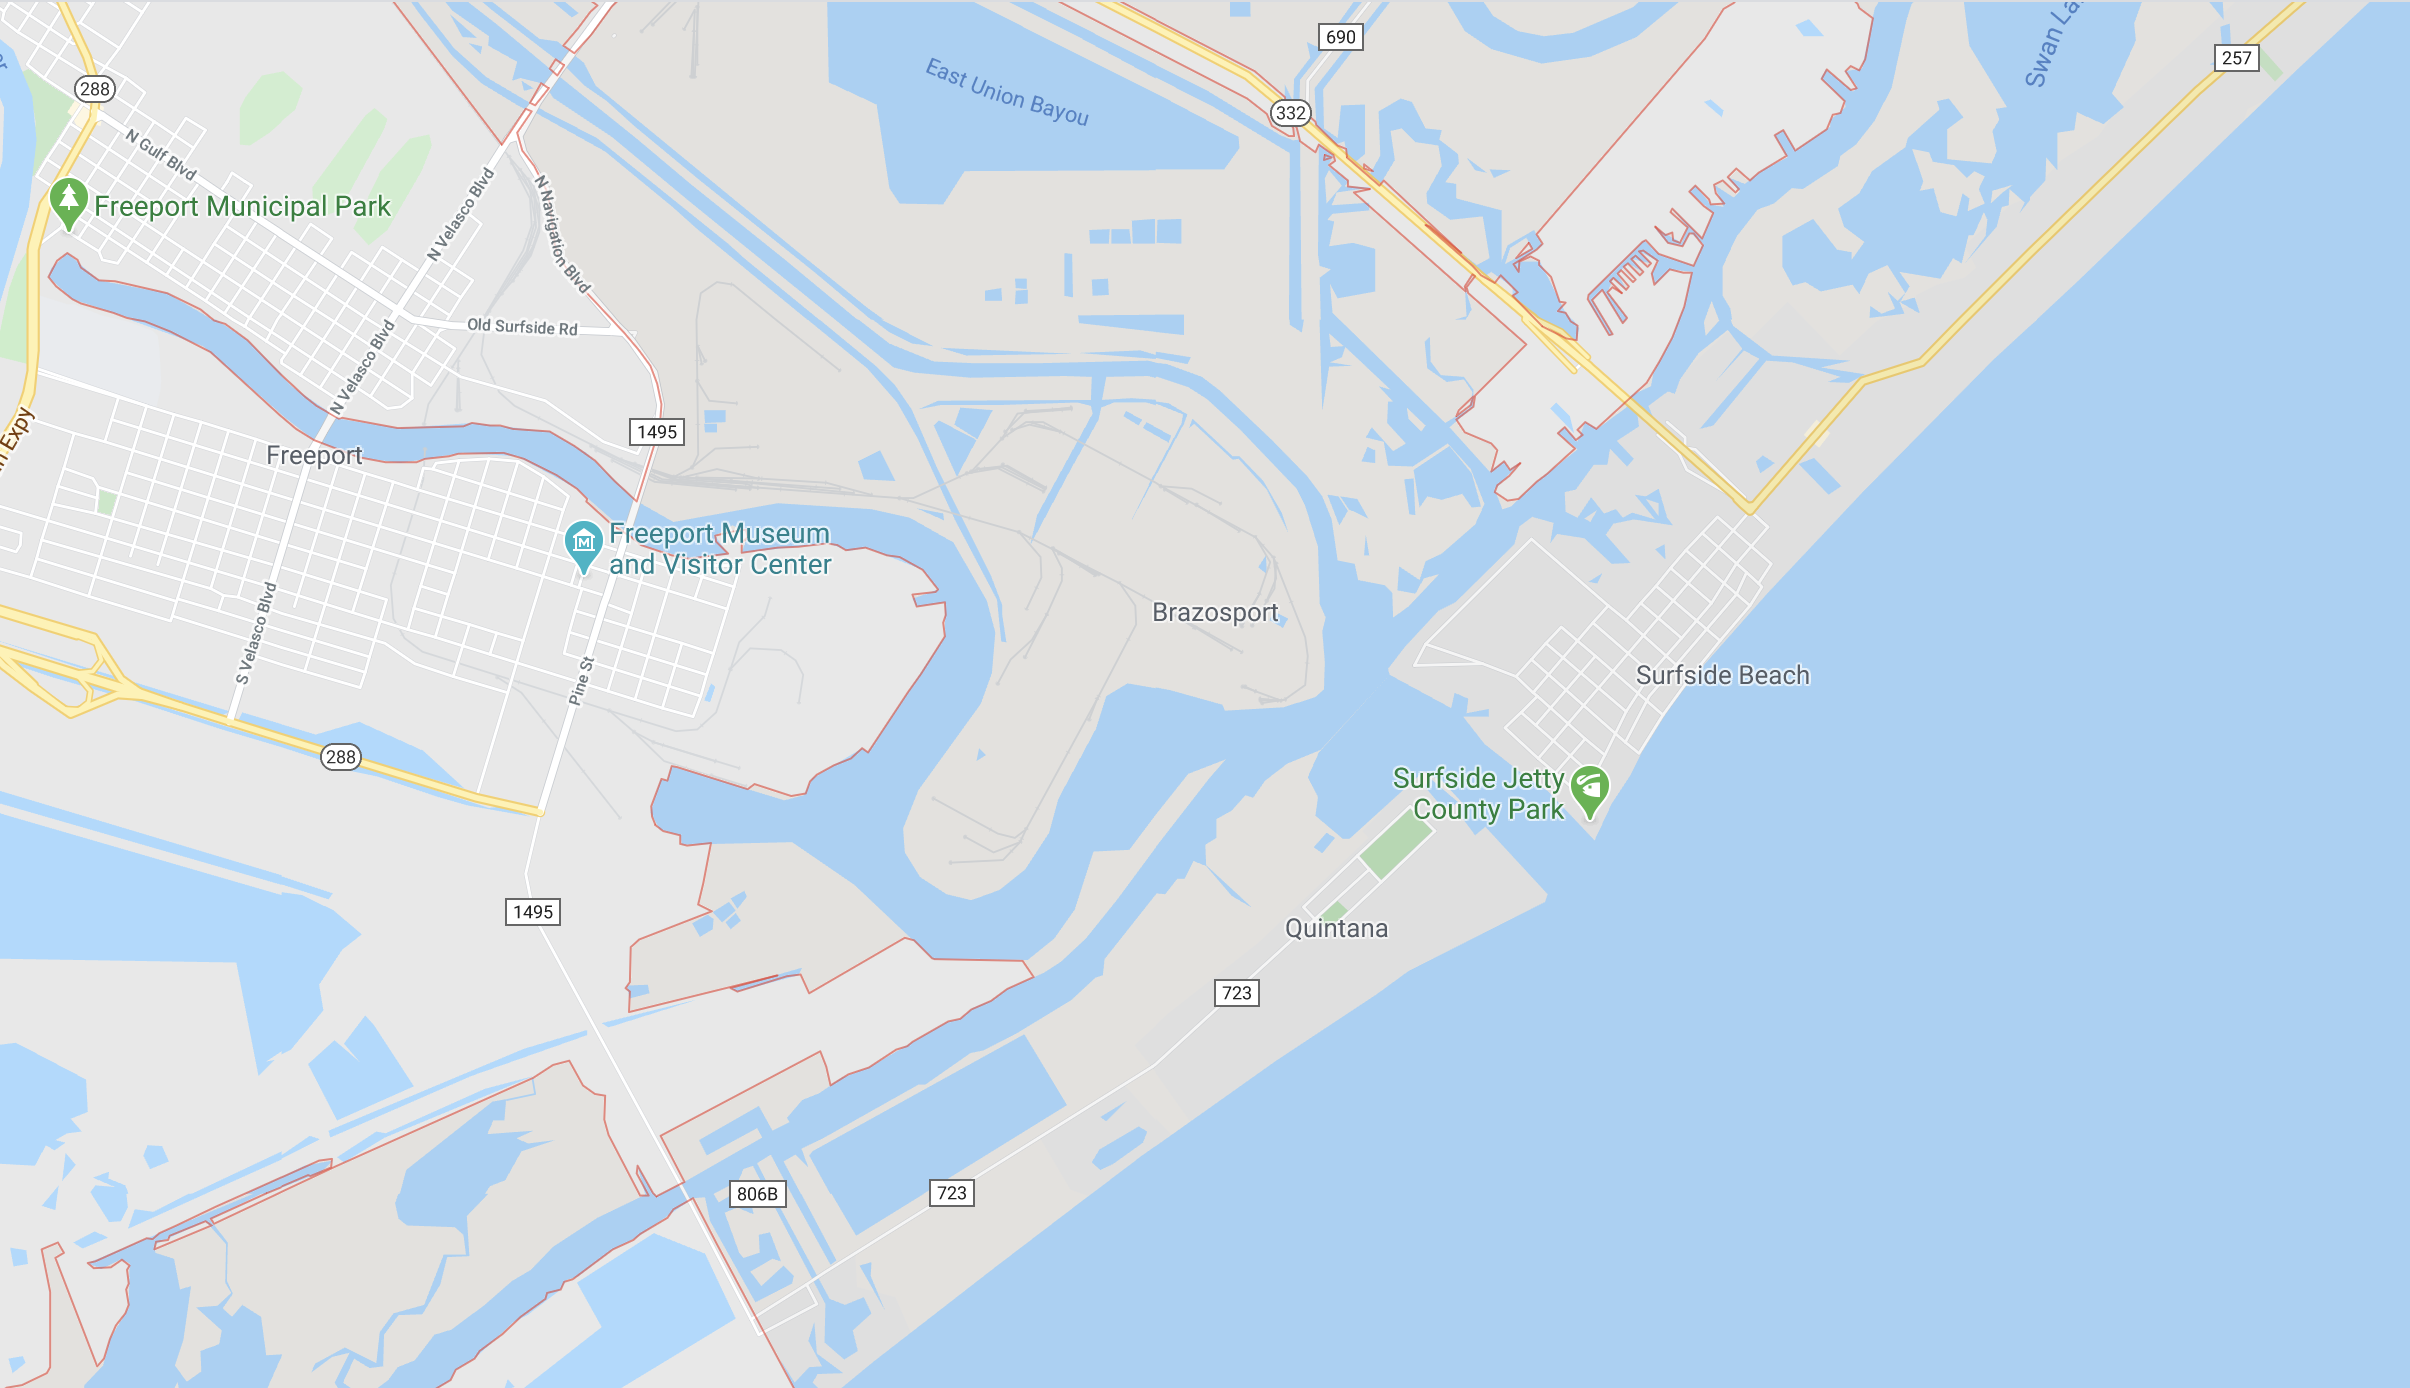 690
257
East Union Bayou
Swan La
288
332
N Gulf Blvd
N Velasco Blvd
N Navigation Blvd
Freeport Municipal Park
Old Surfside Rd
N Velasco Blvd
1495
n Expy
Freeport
Freeport Museum
and Visitor Center
Brazosport
S Velasco Blvd
Pine St
Surfside Beach
288
Surfside Jetty
County Park
1495
Quintana
723
806B
723